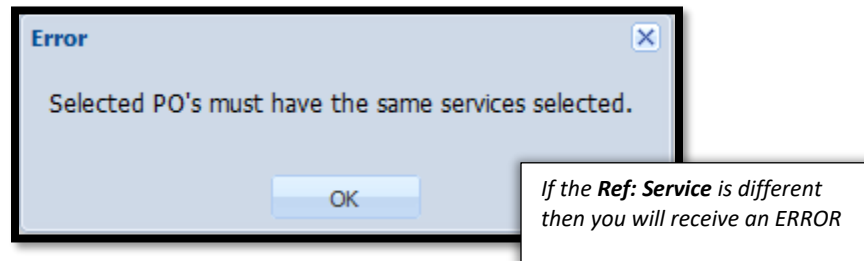 Error
Selected PO's must have the same services selected.
OK
If the Ref: Service is different
then you will receive an ERROR